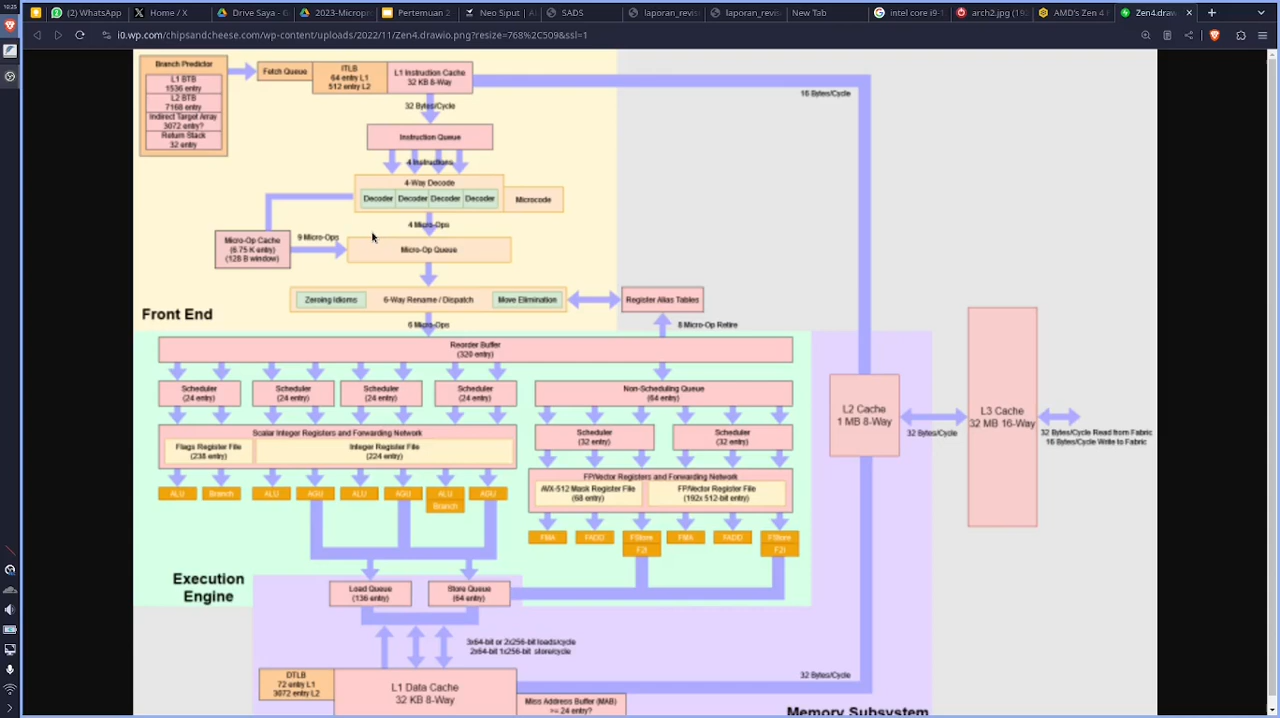 (2) WhatsApp
Home / X
Drive Saya - G
2023-Microp
Pertemuan 2
Neo Siput
SADS
laporan_revis
laporan_revis
New Tab
intel core i9-1
arch2.jpg (19
AMD's Zen 4 
Zen4.drawio.
i0.wp.com/chipsandcheese.com/wp-content/uploads/2022/11/Zen4.drawio.png?resize=768%2C509&ssl=1
Branch Predictor
L1 BTB
1536 entry
L2 BTB
7168 entry
Indirect Target Array
3072 entry?
Return Stack
32 entry
Fetch Queue
ITLB
64 entry L1
512 entry L2
L1 Instruction Cache
32 KB 8-Way
16 Bytes/Cycle
32 Bytes/Cycle
Instruction Queue
4 Instructions
4-Way Decode
Decoder Decoder Decoder Decoder
Microcode
4 Micro-Ops
Micro-Op Cache
(6.75 K entry)
(128 B window)
9 Micro-Ops
Micro-Op Queue
Zeroing Idioms
6-Way Rename / Dispatch
Move Elimination
Register Alias Tables
Front End
6 Micro-Ops
8 Micro-Op Retire
Reorder Buffer
(320 entry)
Scheduler
(24 entry)
Scheduler
(24 entry)
Scheduler
(24 entry)
Scheduler
(24 entry)
Non-Scheduling Queue
(64 entry)
Scalar Integer Registers and Forwarding Network
Flags Register File
(238 entry)
Integer Register File
(224 entry)
Scheduler
(32 entry)
Scheduler
(32 entry)
FP/Vector Registers and Forwarding Network
AVX-512 Mask Register File
(68 entry)
FP/Vector Register File
(192x 512-bit entry)
ALU
Branch
ALU
AGU
ALU
AGU
ALU
Branch
AGU
FMA
FADD
FStore
F2I
FMA
FADD
FStore
F2I
L2 Cache
1 MB 8-Way
32 Bytes/Cycle
L3 Cache
32 MB 16-Way
32 Bytes/Cycle Read from Fabric
16 Bytes/Cycle Write to Fabric
Execution
Engine
Load Queue
(136 entry)
Store Queue
(64 entry)
3x64-bit or 2x256-bit loads/cycle
2x64-bit 1x256-bit store/cycle
DTLB
72 entry L1
3072 entry L2
L1 Data Cache
32 KB 8-Way
32 Bytes/Cycle
Miss Address Buffer (MAB)
>= 24 entry?
Memory Subsystem